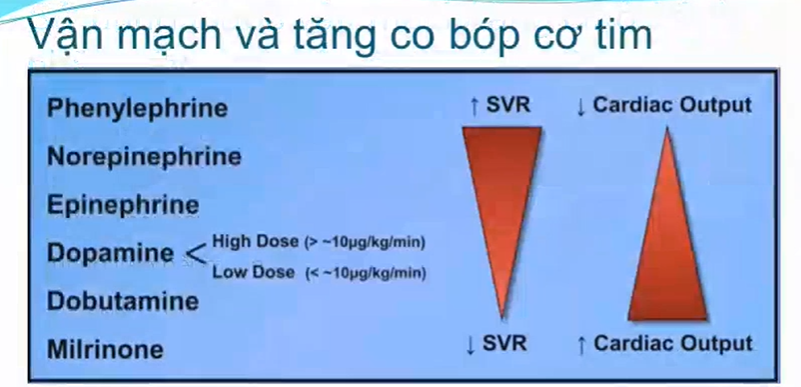 Vận mạch và tăng co bóp cơ tim
Phenylephrine ↑ SVR ↓ Cardiac Output
Norepinephrine
Epinephrine
Dopamine < High Dose (> ~10µg/kg/min)
Low Dose (< ~10µg/kg/min)
Dobutamine
Milrinone ↓ SVR ↑ Cardiac Output